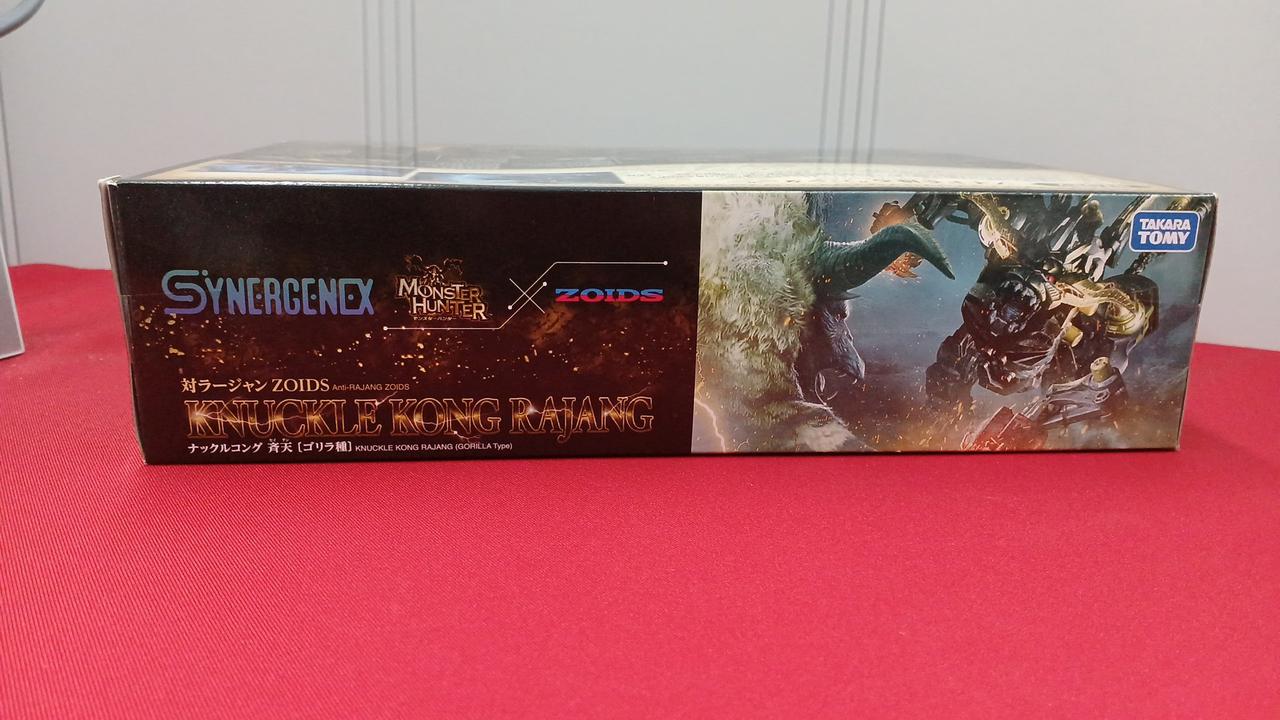 SYNERGENEX
MONSTER HUNTER
モンスターハンター
ZOIDS
TAKARA TOMY
対ラージャン ZOIDS Anti-RAJANG ZOIDS
KNUCKLE KONG RAJANG
ナックルコング 斉天 [ゴリラ種] KNUCKLE KONG RAJANG (GORILLA Type)